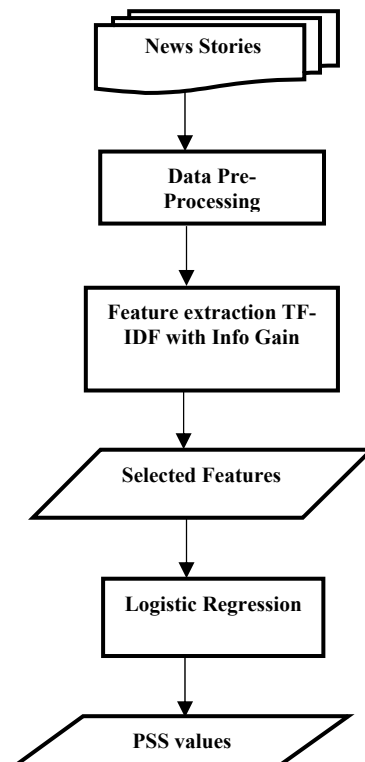 News Stories
Data Pre-
Processing
Feature extraction TF-
IDF with Info Gain
Selected Features
Logistic Regression
PSS values